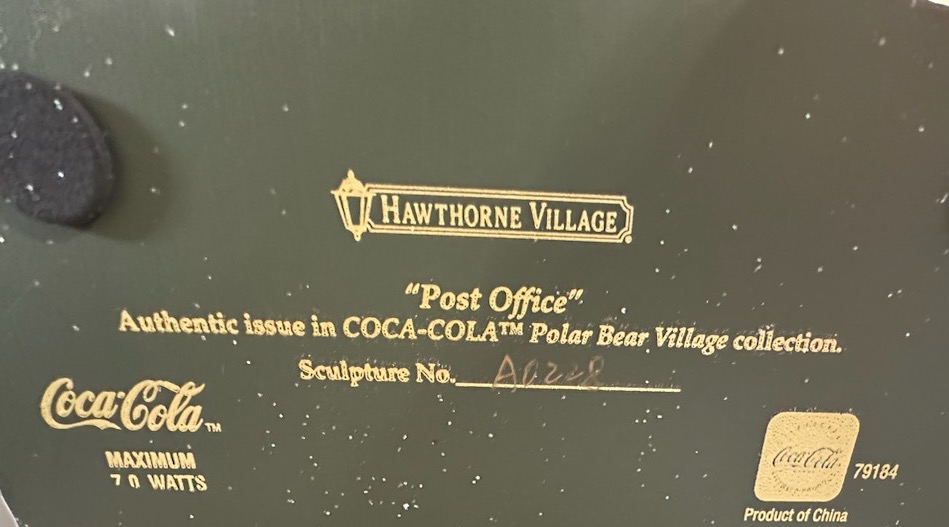 HAWTHORNE VILLAGE
"Post Office"
Authentic issue in COCA-COLA™ Polar Bear Village collection.
Sculpture No.
Coca-Cola™
MAXIMUM
7 0 WATTS
Coca-Cola
79184
Product of China